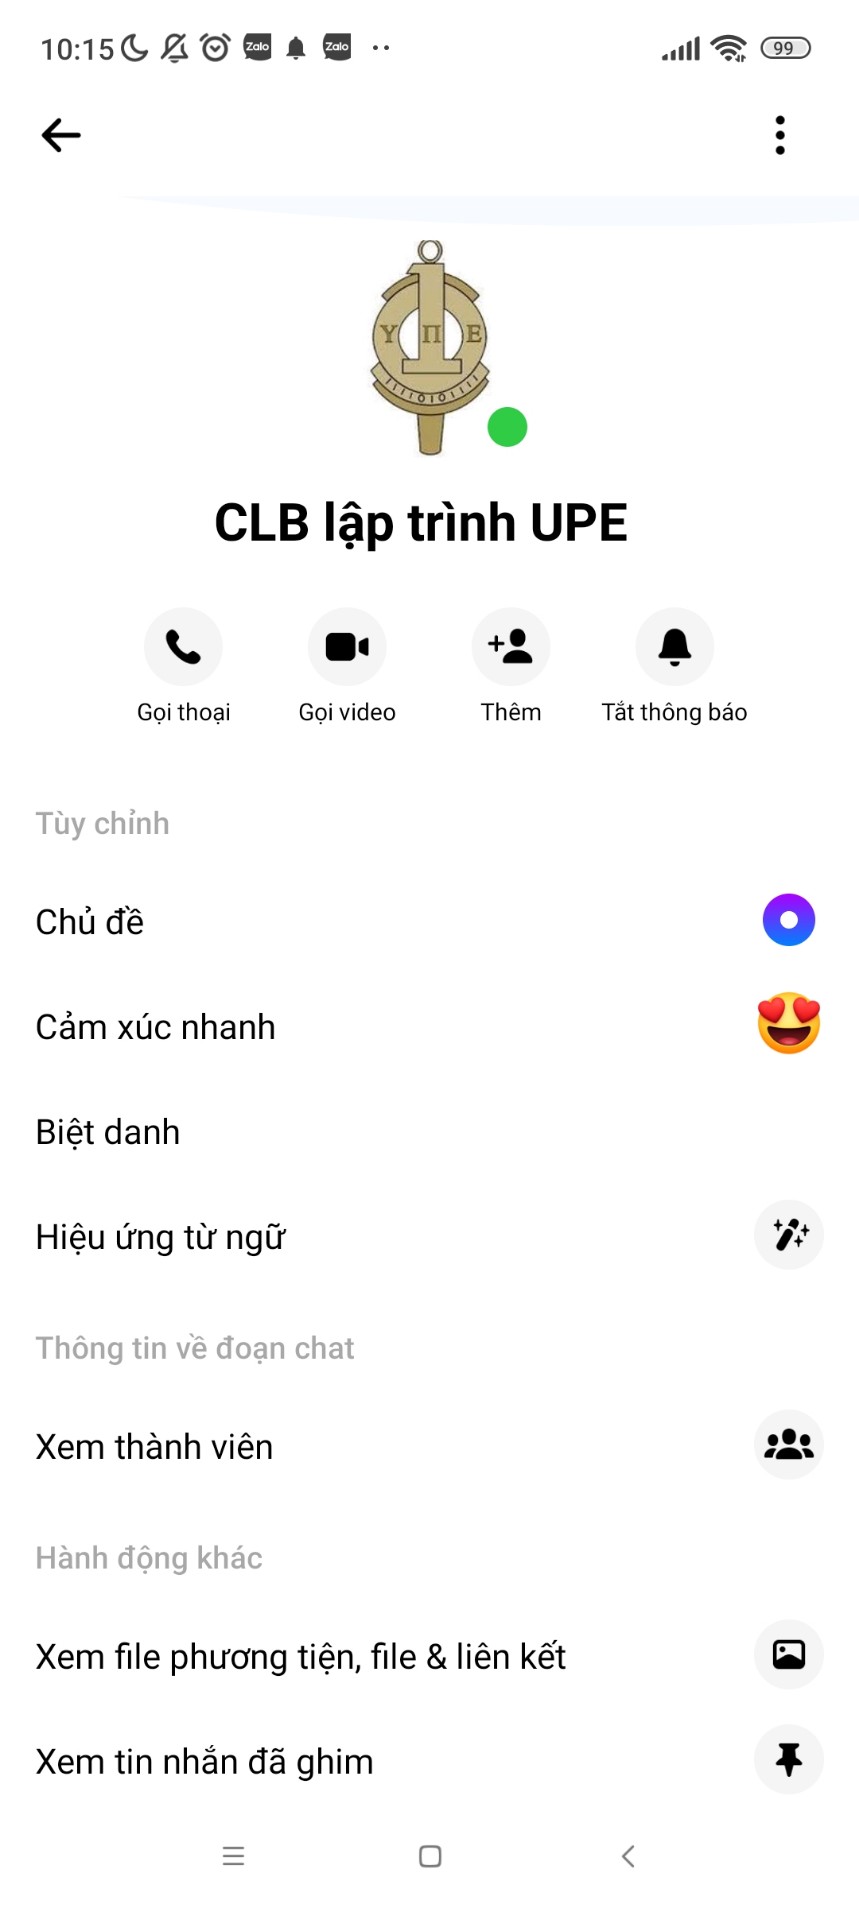 10:15 Zalo Zalo 99
Υ Π Ε
CLB lập trình UPE
Gọi thoại Gọi video Thêm Tắt thông báo
Tùy chỉnh
Chủ đề
Cảm xúc nhanh
Biệt danh
Hiệu ứng từ ngữ
Thông tin về đoạn chat
Xem thành viên
Hành động khác
Xem file phương tiện, file & liên kết
Xem tin nhắn đã ghim